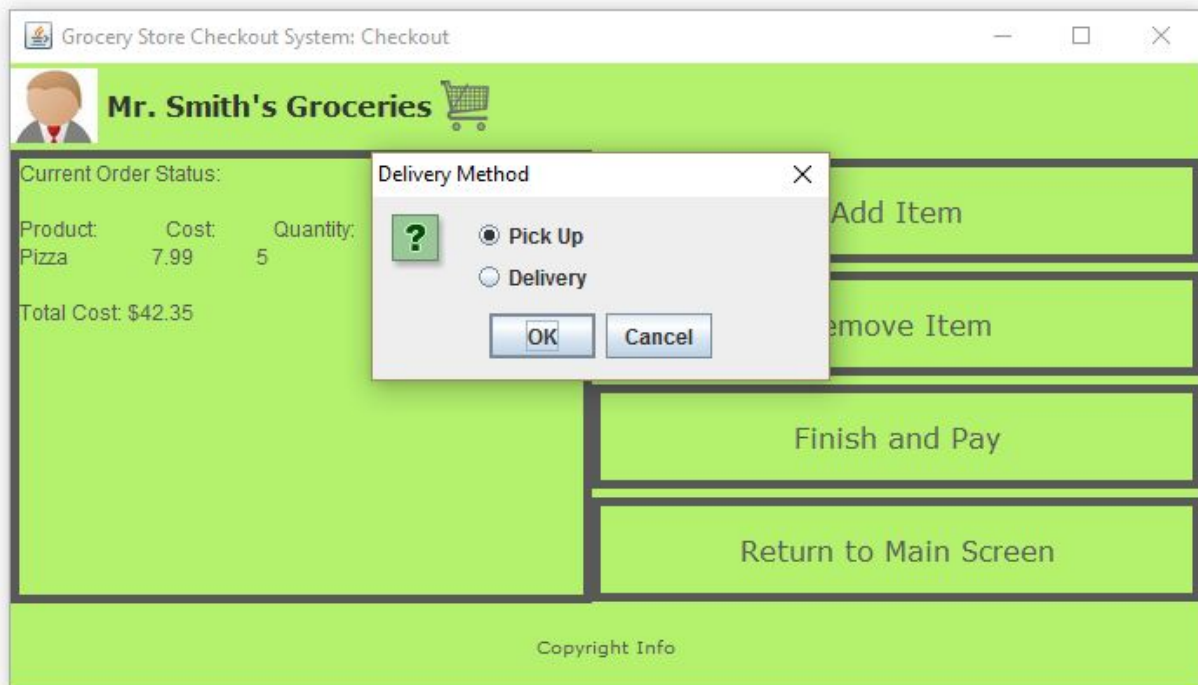 Grocery Store Checkout System: Checkout
Mr. Smith's Groceries
Current Order Status:
Product: Cost: Quantity:
Pizza 7.99 5
Total Cost: $42.35
Delivery Method
?
Pick Up
Delivery
OK Cancel
Add Item
emove Item
Finish and Pay
Return to Main Screen
Copyright Info